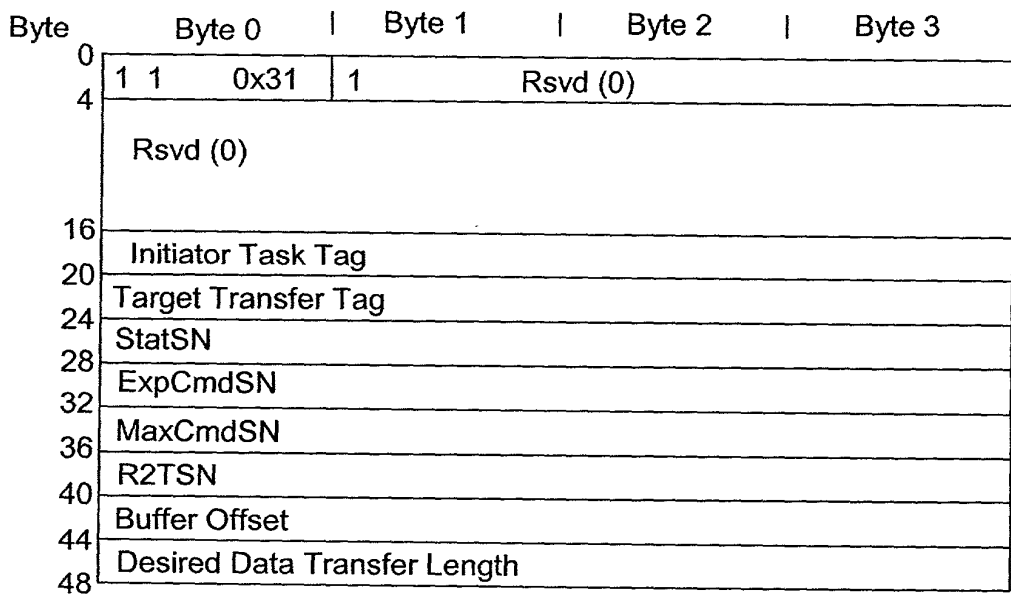 Byte Byte 0 | Byte 1 | Byte 2 | Byte 3
0
1 1 0x31 1 Rsvd (0)
4
Rsvd (0)
16
Initiator Task Tag
20
Target Transfer Tag
24
StatSN
28
ExpCmdSN
32
MaxCmdSN
36
R2TSN
40
Buffer Offset
44
Desired Data Transfer Length
48